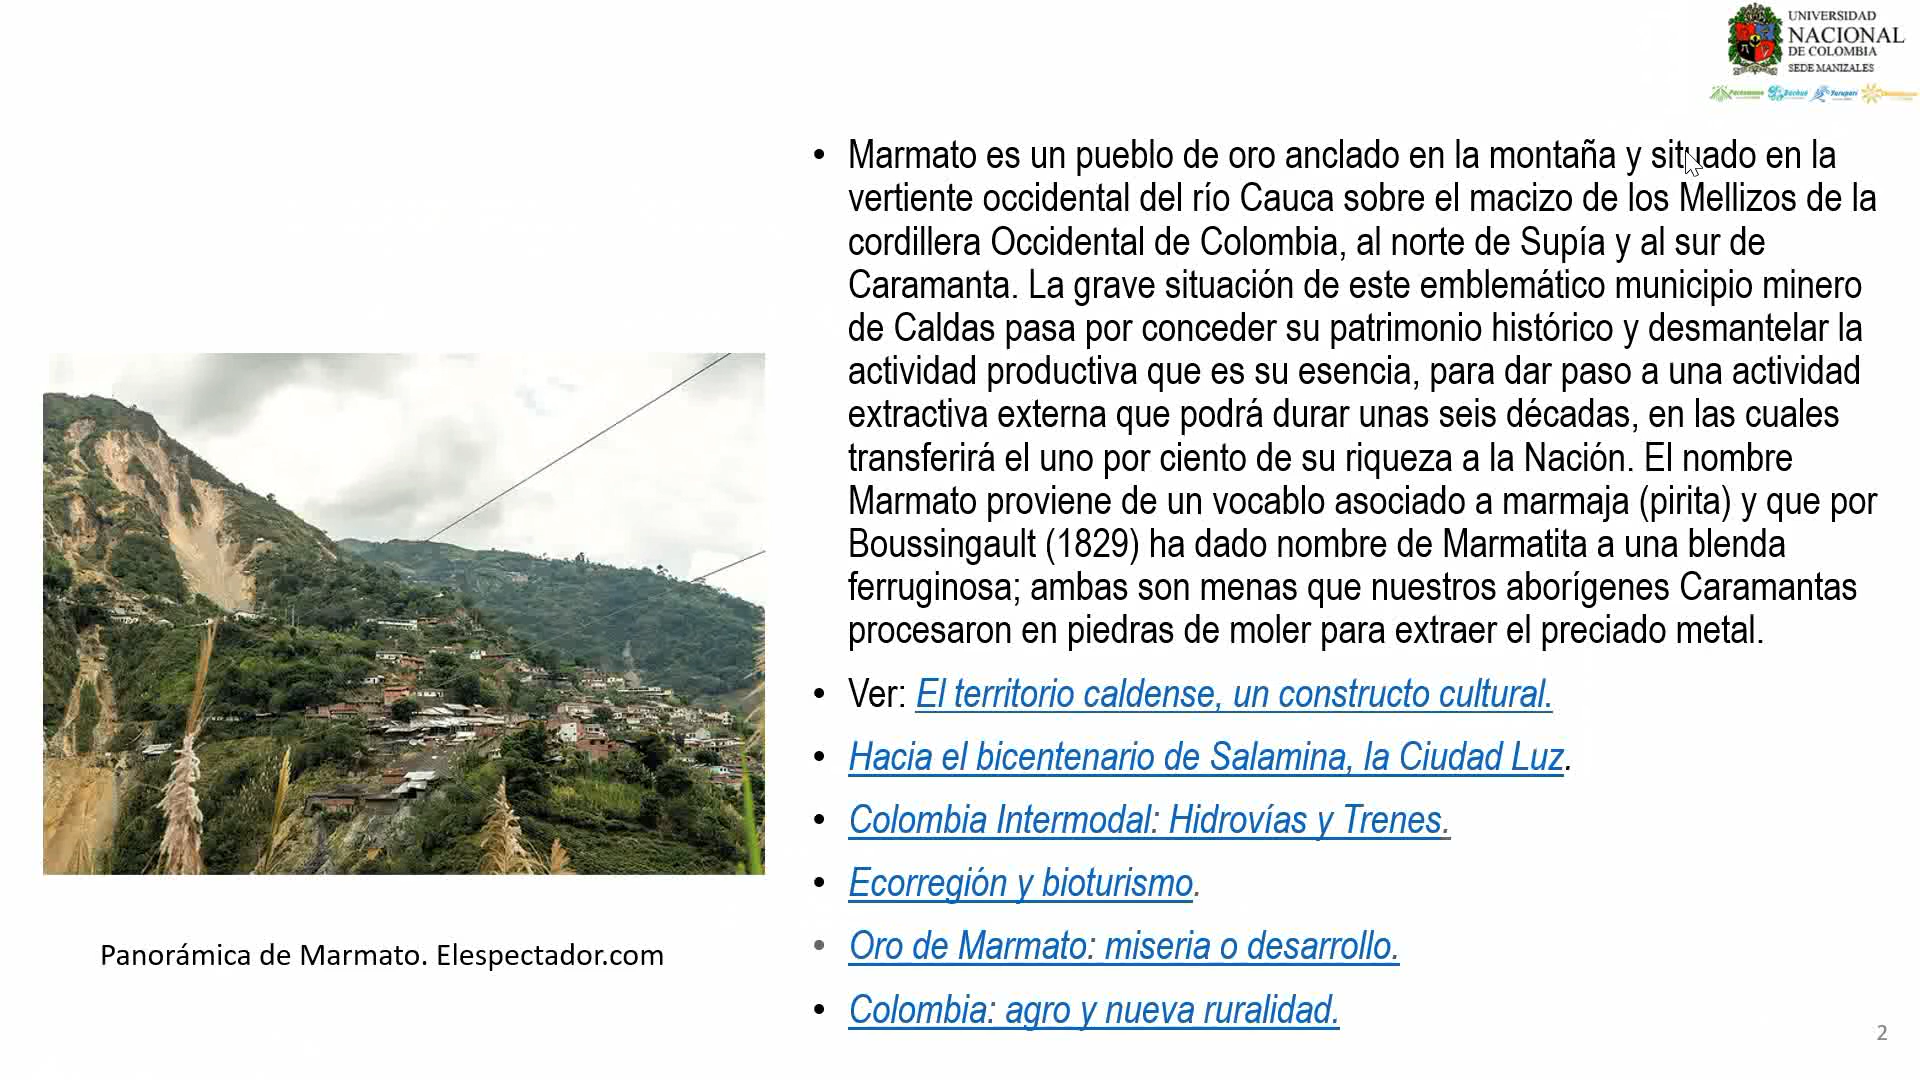 UNIVERSIDAD
NACIONAL
DE COLOMBIA
SEDE MANIZALES
• Marmato es un pueblo de oro anclado en la montaña y situado en la
vertiente occidental del río Cauca sobre el macizo de los Mellizos de la
cordillera Occidental de Colombia, al norte de Supía y al sur de
Caramanta. La grave situación de este emblemático municipio minero
de Caldas pasa por conceder su patrimonio histórico y desmantelar la
actividad productiva que es su esencia, para dar paso a una actividad
extractiva externa que podrá durar unas seis décadas, en las cuales
transferirá el uno por ciento de su riqueza a la Nación. El nombre
Marmato proviene de un vocablo asociado a marmaja (pirita) y que por
Boussingault (1829) ha dado nombre de Marmatita a una blenda
ferruginosa; ambas son menas que nuestros aborígenes Caramantas
procesaron en piedras de moler para extraer el preciado metal.
• Ver: El territorio caldense, un constructo cultural.
• Hacia el bicentenario de Salamina, la Ciudad Luz.
• Colombia Intermodal: Hidrovías y Trenes.
• Ecorregión y bioturismo.
• Oro de Marmato: miseria o desarrollo.
• Colombia: agro y nueva ruralidad.
Panorámica de Marmato. Elespectador.com
2